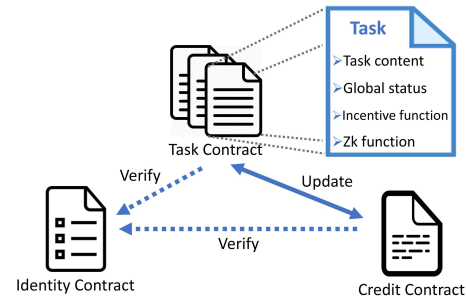 Task
Task content
Global status
Incentive function
Zk function
Task Contract
Verify
Update
Verify
Identity Contract
Credit Contract